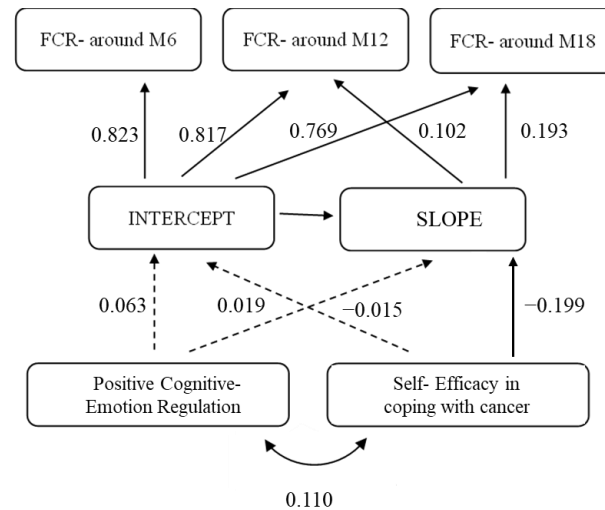 FCR- around M6
FCR- around M12
FCR- around M18
0.823
0.817
0.769
0.102
0.193
INTERCEPT
SLOPE
0.063
0.019
−0.015
−0.199
Positive Cognitive-
Emotion Regulation
Self- Efficacy in
coping with cancer
0.110